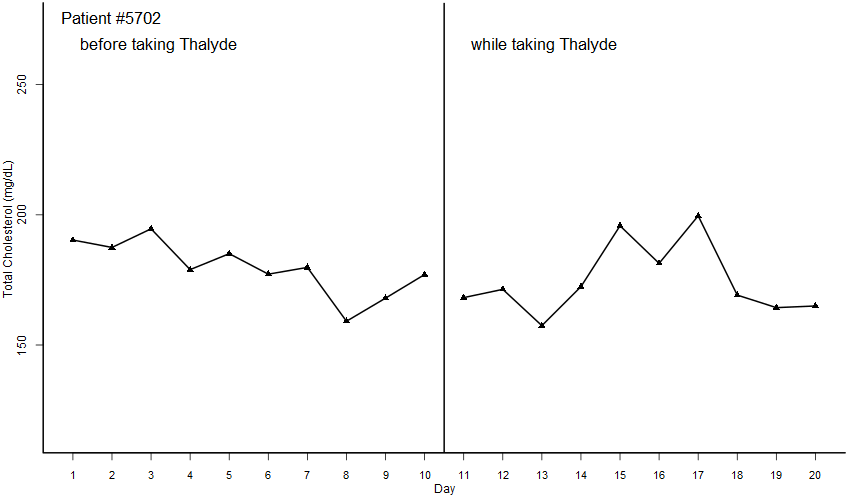 Patient #5702
before taking Thalyde
while taking Thalyde
Total Cholesterol (mg/dL)
250
200
150
1 2 3 4 5 6 7 8 9 10 11 12 13 14 15 16 17 18 19 20
Day